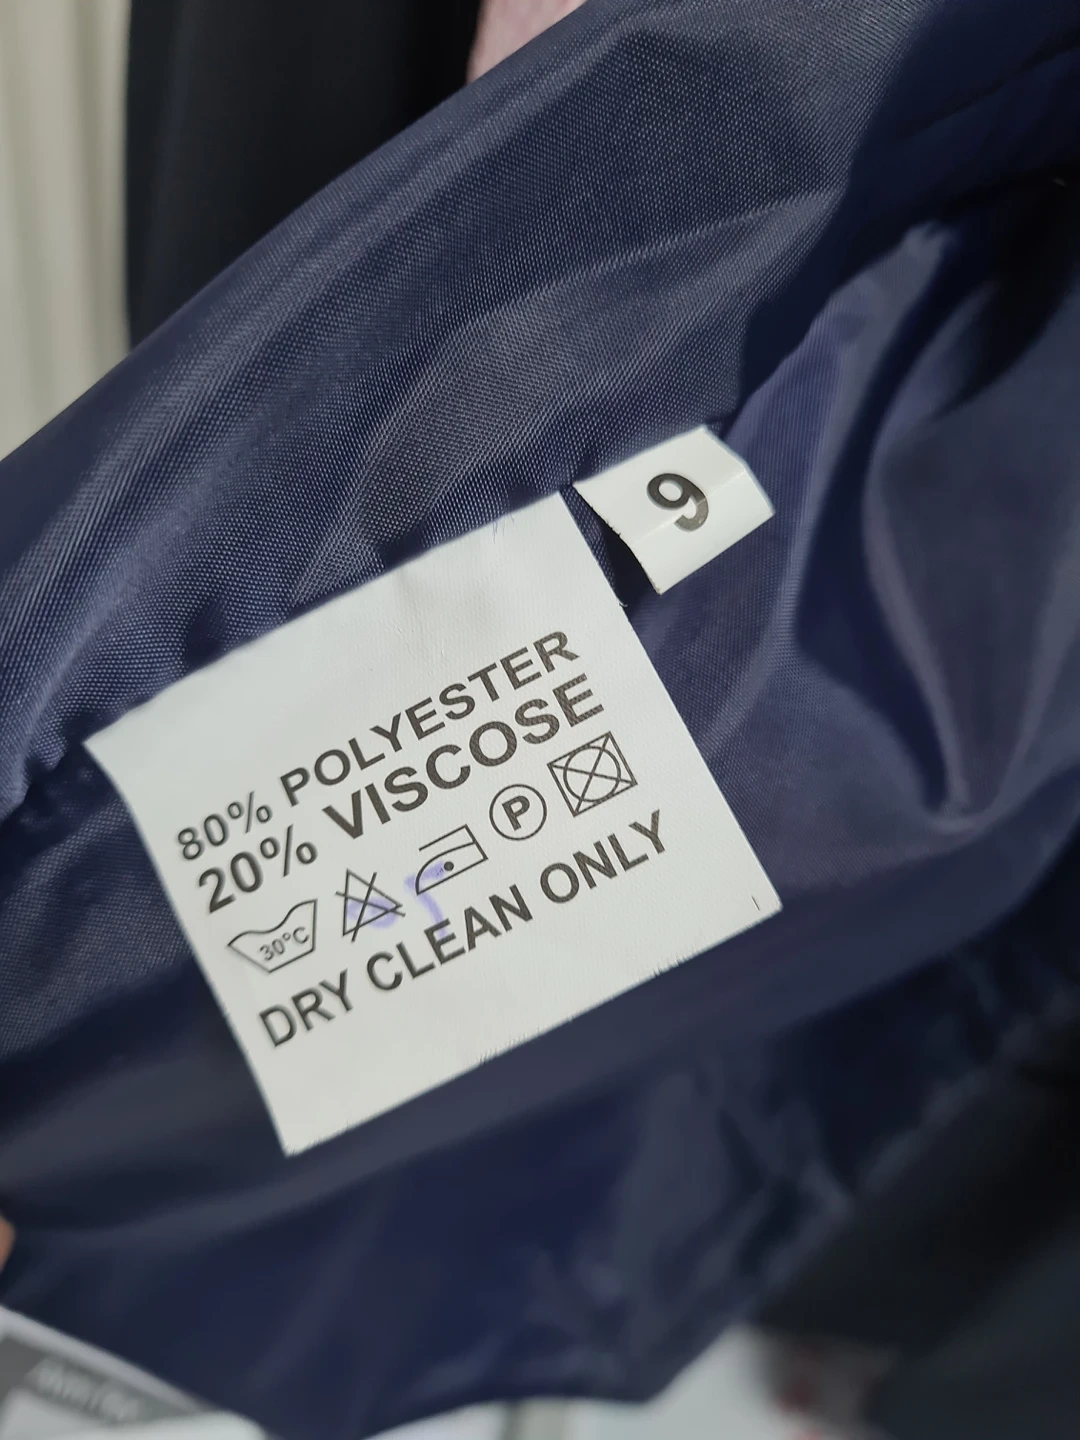 9
80% POLYESTER
20% VISCOSE
30°C P
DRY CLEAN ONLY